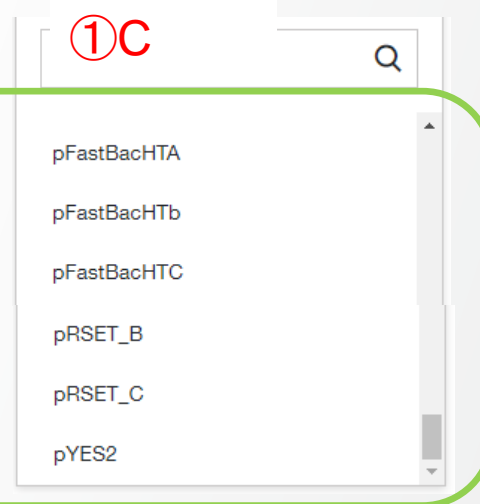 ①C
pFastBacHTA
pFastBacHTb
pFastBacHTC
pRSET_B
pRSET_C
pYES2